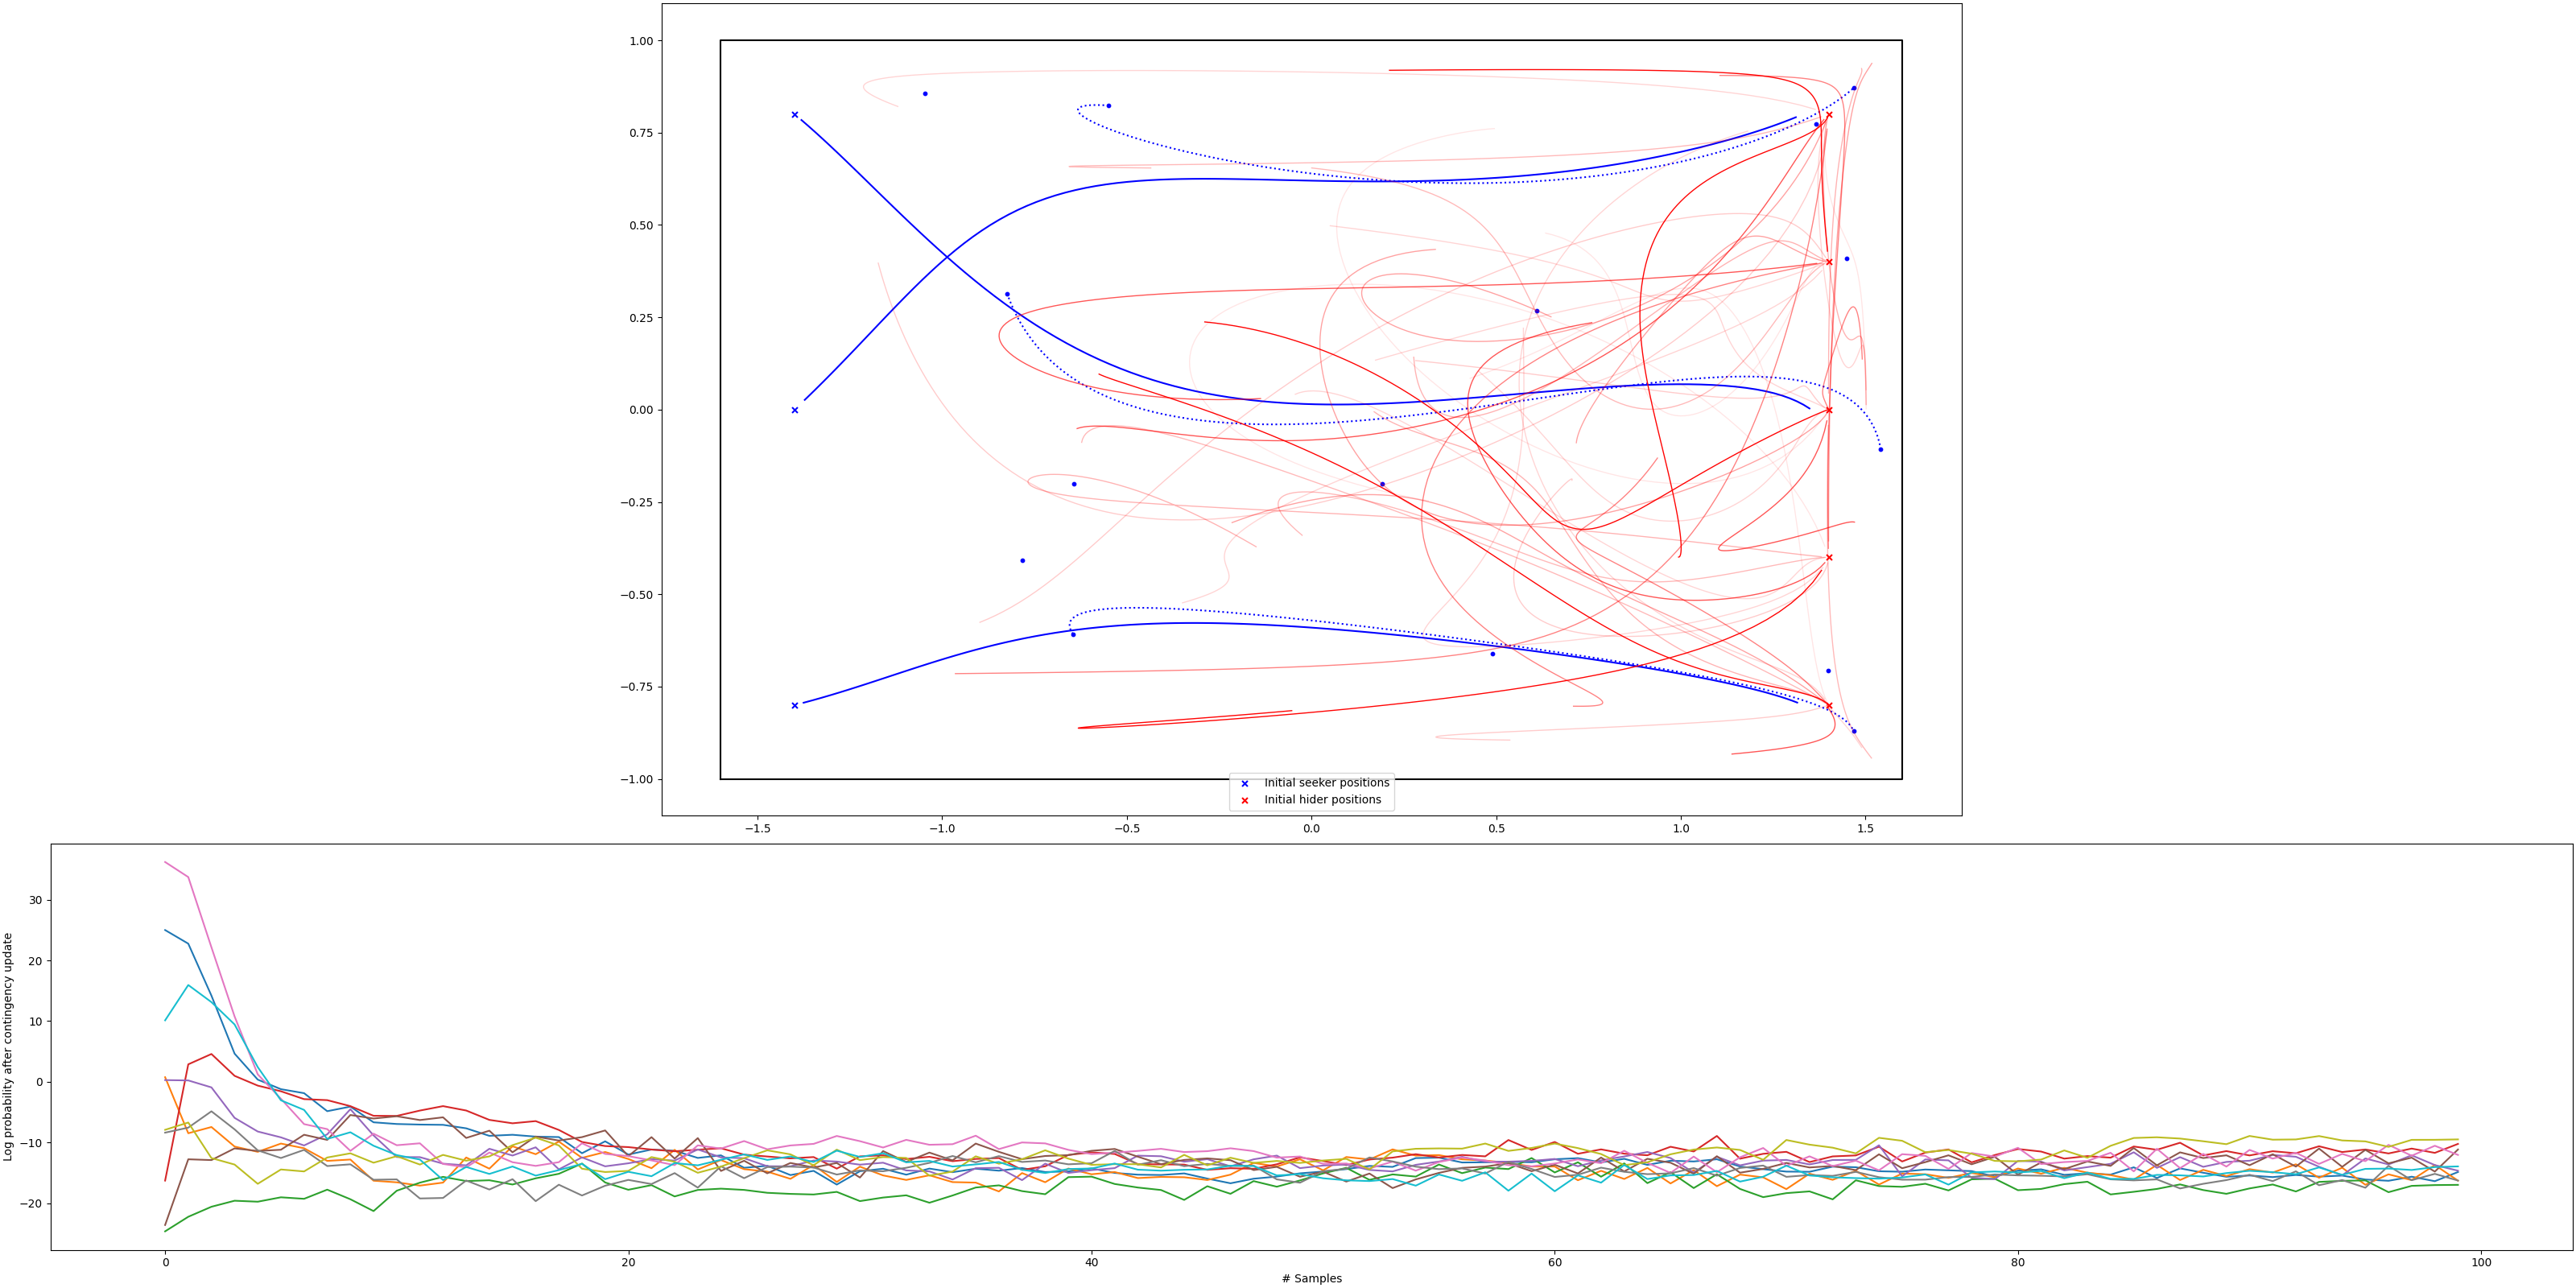 1.00
0.75
0.50
0.25
0.00
−0.25
−0.50
−0.75
−1.00
Initial seeker positions
Initial hider positions
−1.5 −1.0 −0.5 0.0 0.5 1.0 1.5
Log probability after contingency update
30
20
10
0
−10
−20
0 20 40 60 80 100
# Samples